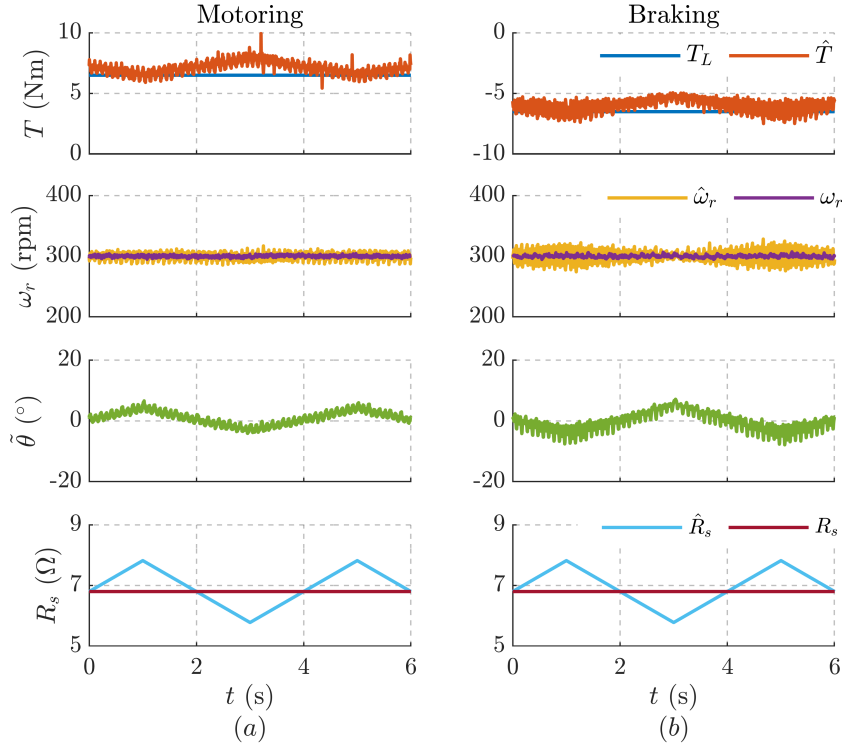 Motoring
Braking
T (Nm)
10
5
0
0
-5
-10
T_L
T̂
ω_r (rpm)
400
300
200
400
300
200
ω̂_r
ω_r
θ̃ (°)
20
0
-20
20
0
-20
R_s (Ω)
9
7
5
9
7
5
R̂_s
R_s
0 2 4 6
0 2 4 6
t (s)
t (s)
(a)
(b)